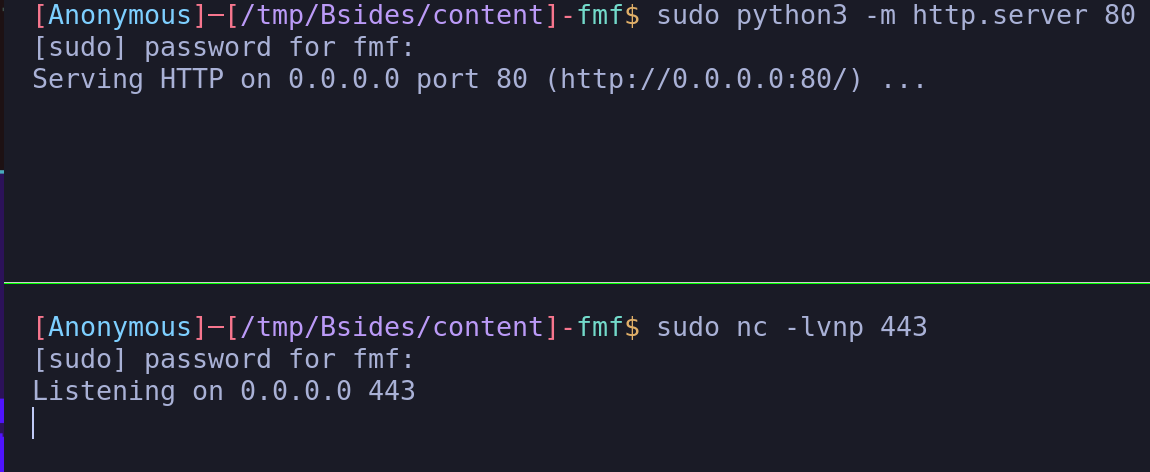 [Anonymous]─[/tmp/Bsides/content]-fmf$ sudo python3 -m http.server 80
[sudo] password for fmf:
Serving HTTP on 0.0.0.0 port 80 (http://0.0.0.0:80/) ...
[Anonymous]─[/tmp/Bsides/content]-fmf$ sudo nc -lvnp 443
[sudo] password for fmf:
Listening on 0.0.0.0 443